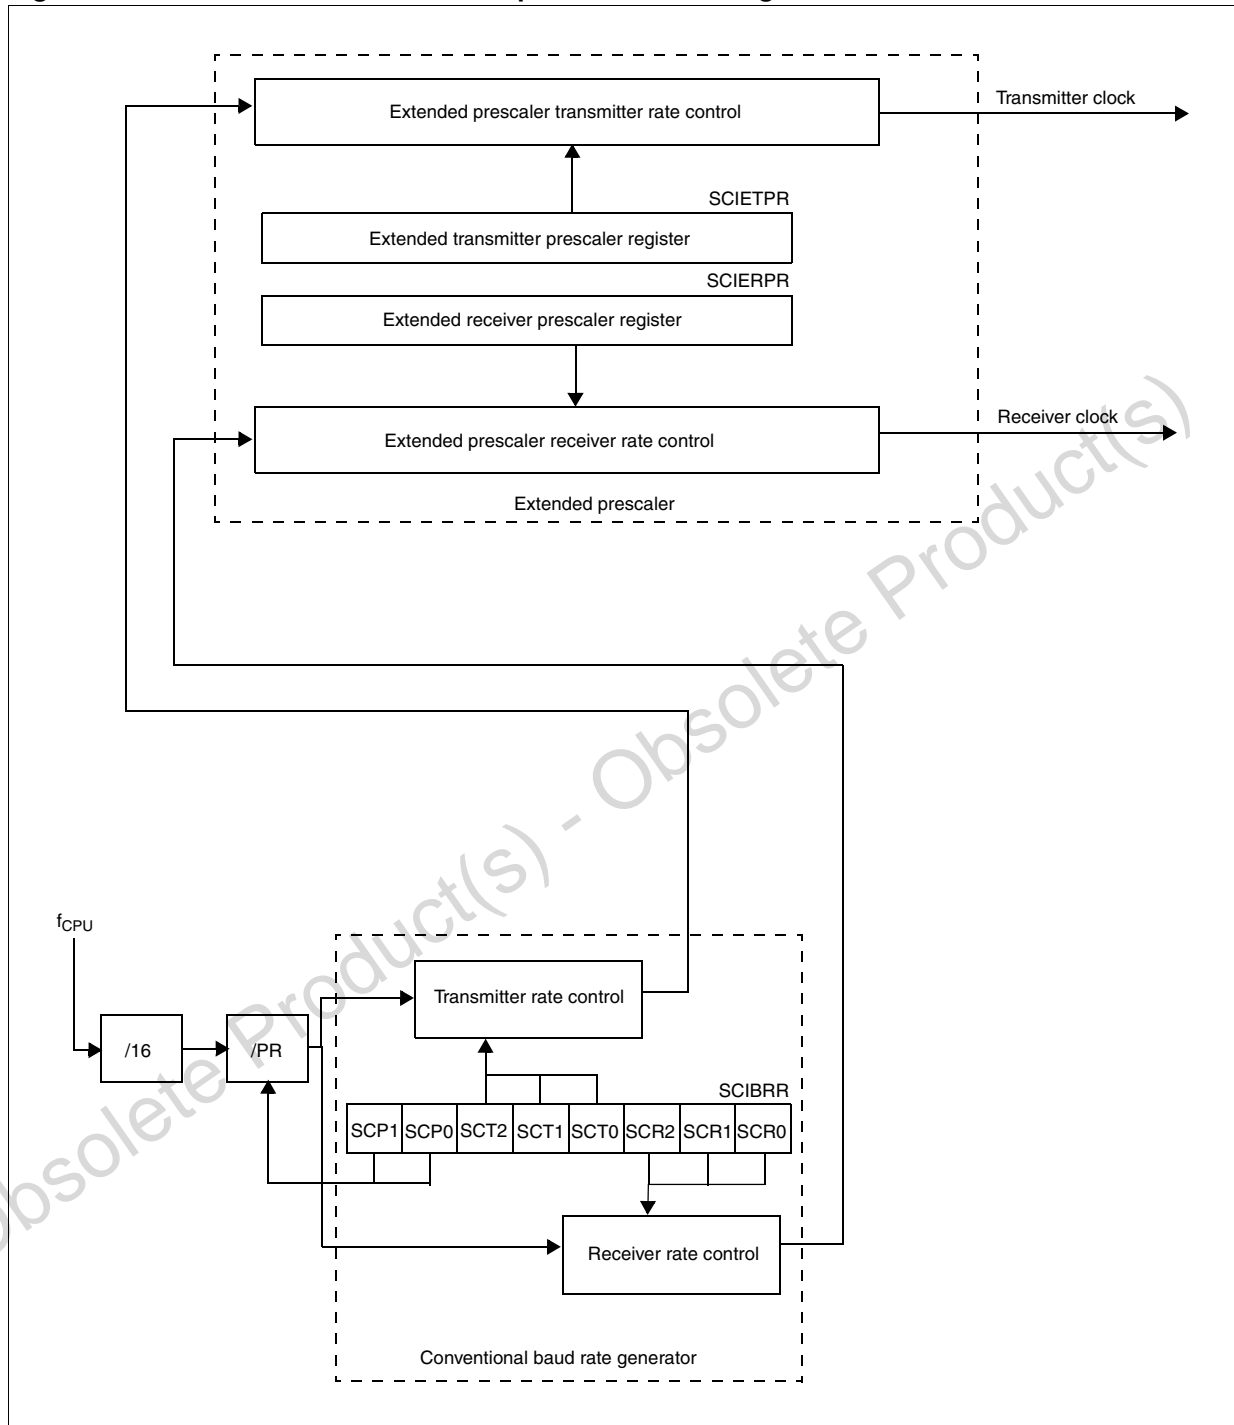 Transmitter clock
Extended prescaler transmitter rate control
SCIETPR
Extended transmitter prescaler register
SCIERPR
Extended receiver prescaler register
Receiver clock
Extended prescaler receiver rate control
Extended prescaler
fCPU
Transmitter rate control
/16
/PR
SCIBRR
SCP1 SCP0 SCT2 SCT1 SCT0 SCR2 SCR1 SCR0
Receiver rate control
Conventional baud rate generator
Obsolete Product(s) - Obsolete Product(s)